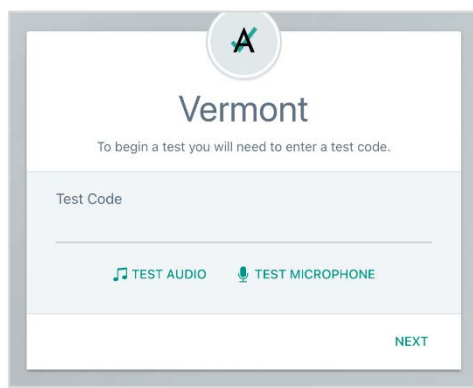 Vermont
To begin a test you will need to enter a test code.
Test Code
TEST AUDIO TEST MICROPHONE
NEXT